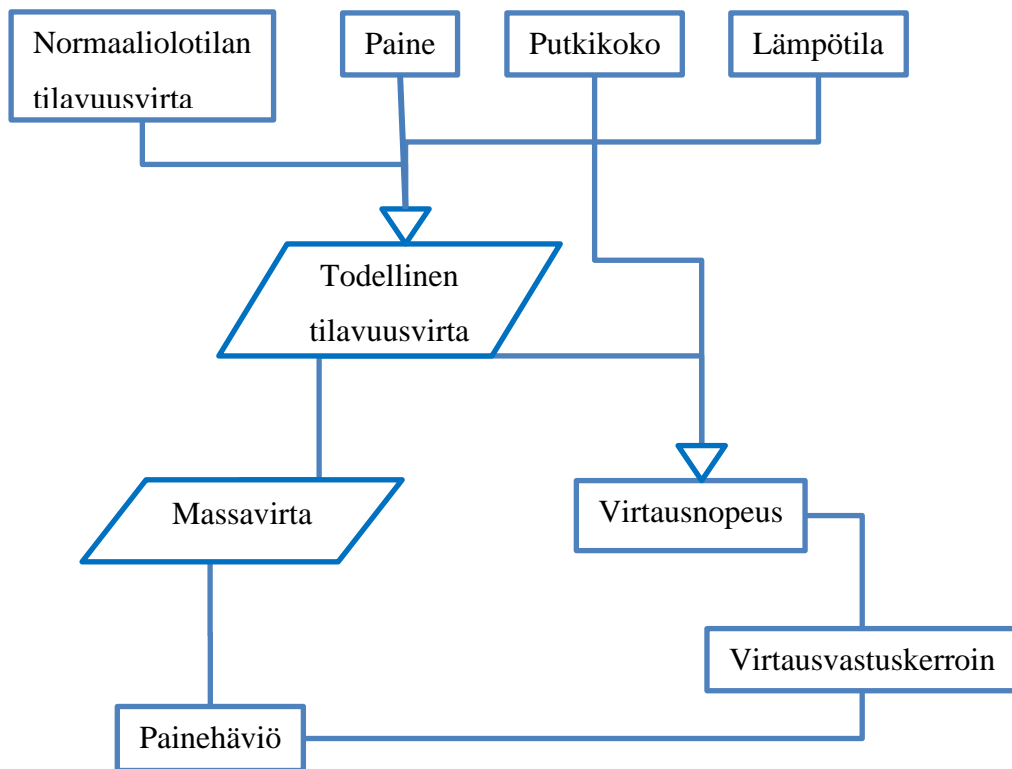 Normaaliolotilan
tilavuusvirta
Paine
Putkikoko
Lämpötila
Todellinen
tilavuusvirta
Massavirta
Virtausnopeus
Virtausvastuskerroin
Painehäviö